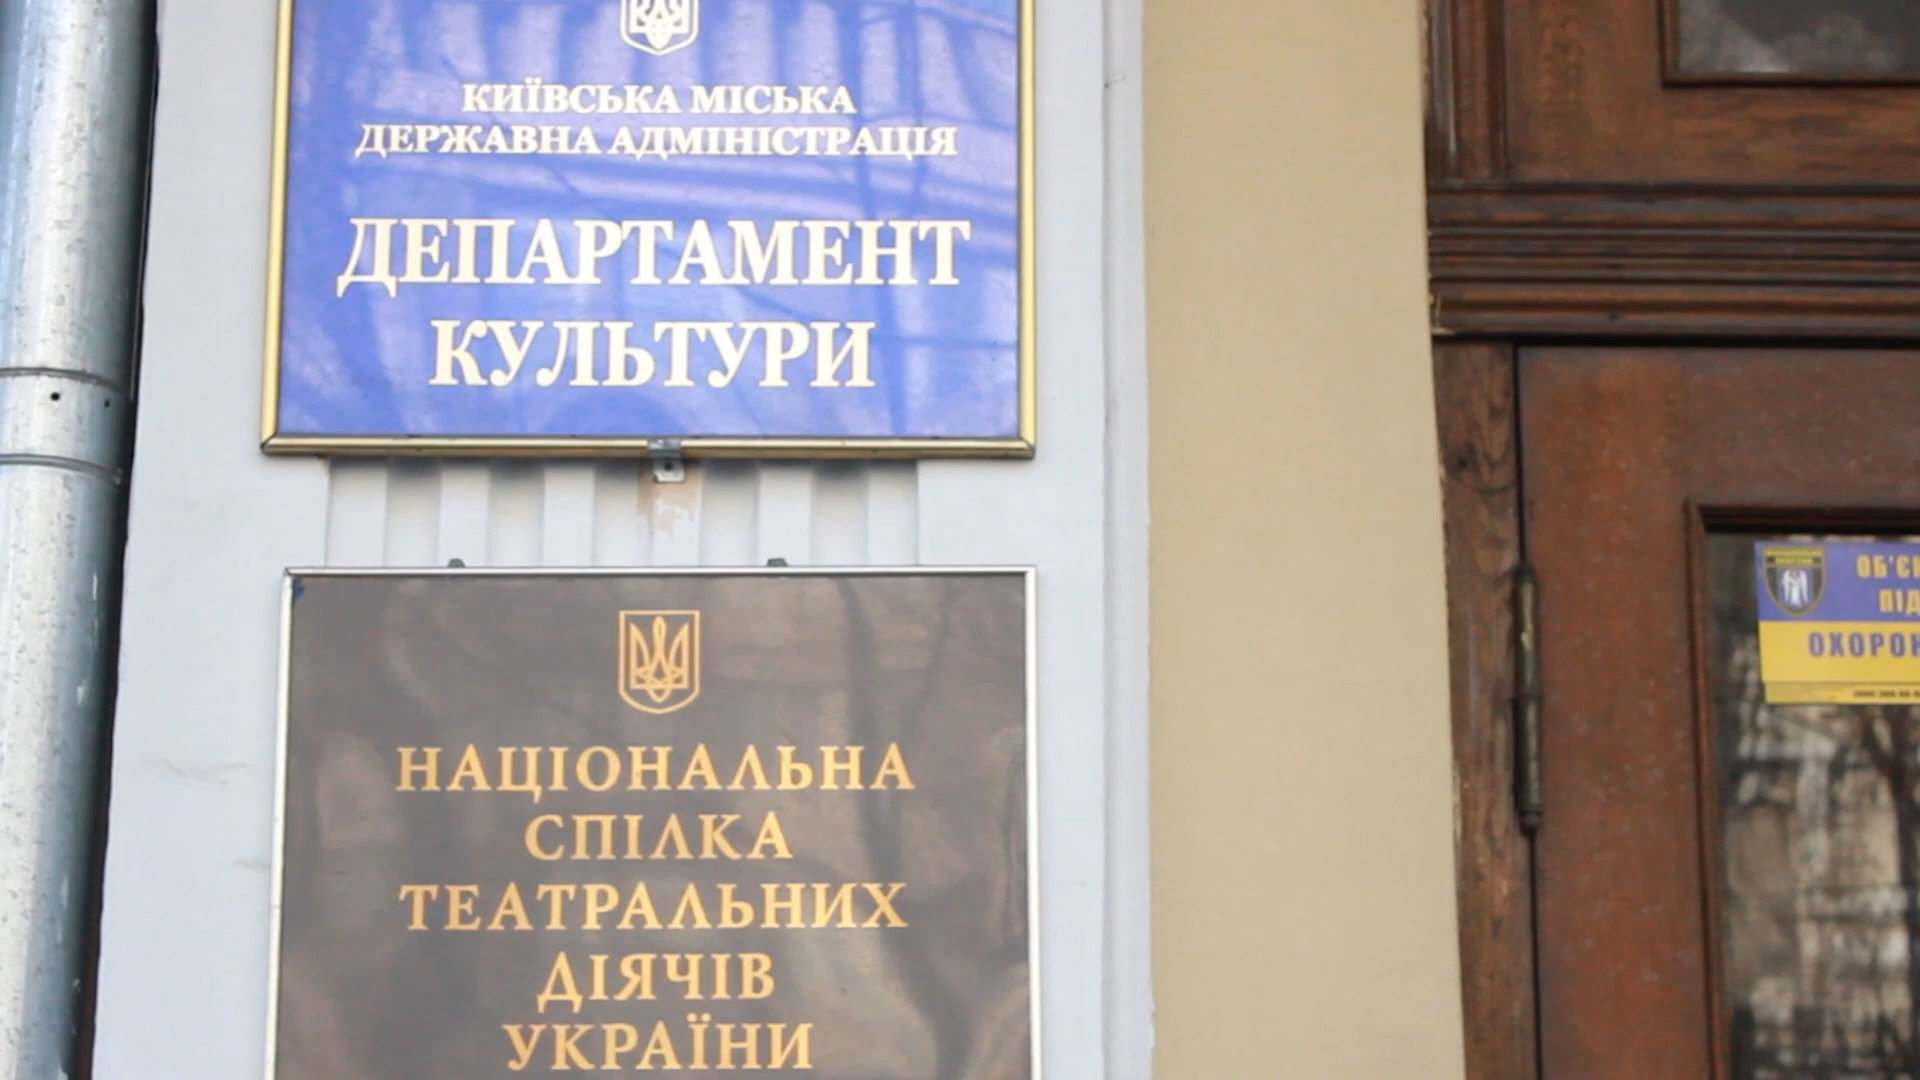 КИЇВСЬКА МІСЬКА
ДЕРЖАВНА АДМІНІСТРАЦІЯ
ДЕПАРТАМЕНТ
КУЛЬТУРИ
НАЦІОНАЛЬНА
СПІЛКА
ТЕАТРАЛЬНИХ
ДІЯЧІВ
УКРАЇНИ